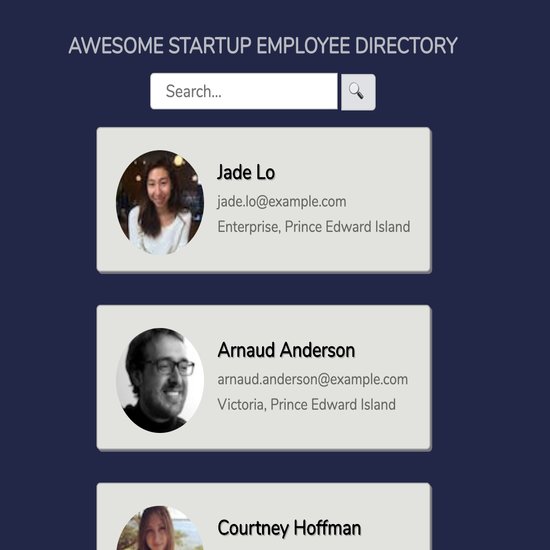 AWESOME STARTUP EMPLOYEE DIRECTORY
Search...
Jade Lo
jade.lo@example.com
Enterprise, Prince Edward Island
Arnaud Anderson
arnaud.anderson@example.com
Victoria, Prince Edward Island
Courtney Hoffman